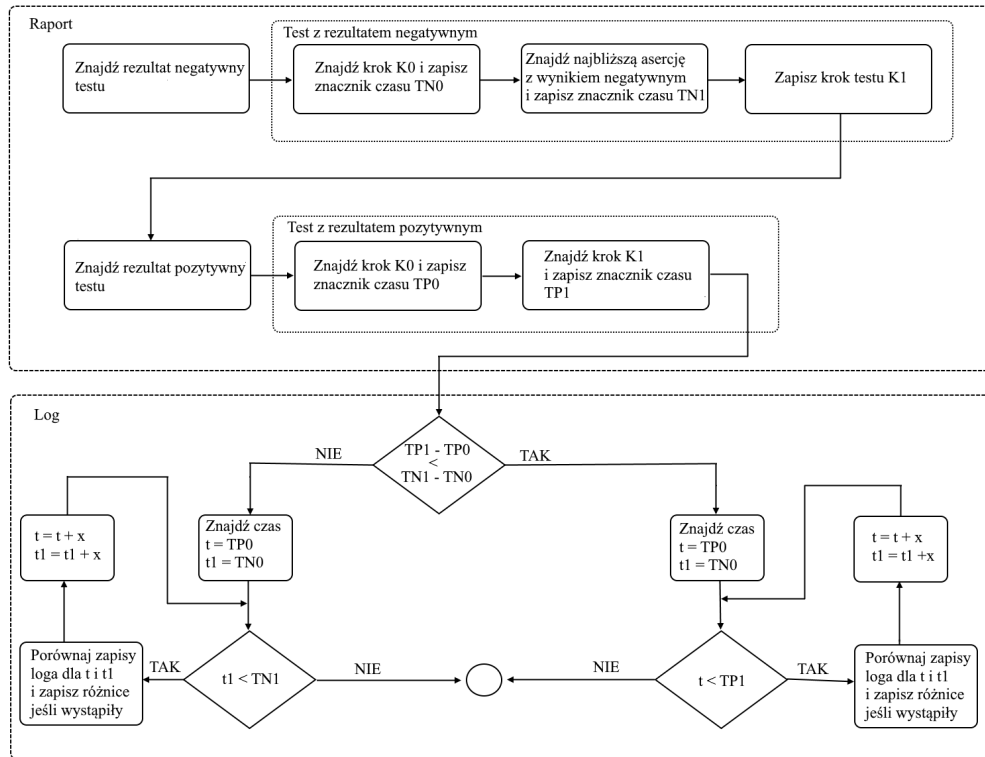 Raport
Test z rezultatem negatywnym
Znajdź rezultat negatywny
testu
Znajdź krok K0 i zapisz
znacznik czasu TN0
Znajdź najbliższą asercję
z wynikiem negatywnym
i zapisz znacznik czasu TN1
Zapisz krok testu K1
Test z rezultatem pozytywnym
Znajdź rezultat pozytywny
testu
Znajdź krok K0 i zapisz
znacznik czasu TP0
Znajdź krok K1
i zapisz znacznik czasu
TP1
Log
TP1 - TP0
<
TN1 - TN0
NIE
TAK
t = t + x
t1 = t1 + x
Znajdź czas
t = TP0
t1 = TN0
Znajdź czas
t = TP0
t1 = TN0
t = t + x
t1 = t1 +x
Porównaj zapisy
loga dla t i t1
i zapisz różnice
jeśli wystąpiły
TAK
t1 < TN1
NIE
NIE
t < TP1
TAK
Porównaj zapisy
loga dla t i t1
i zapisz różnice
jeśli wystąpiły